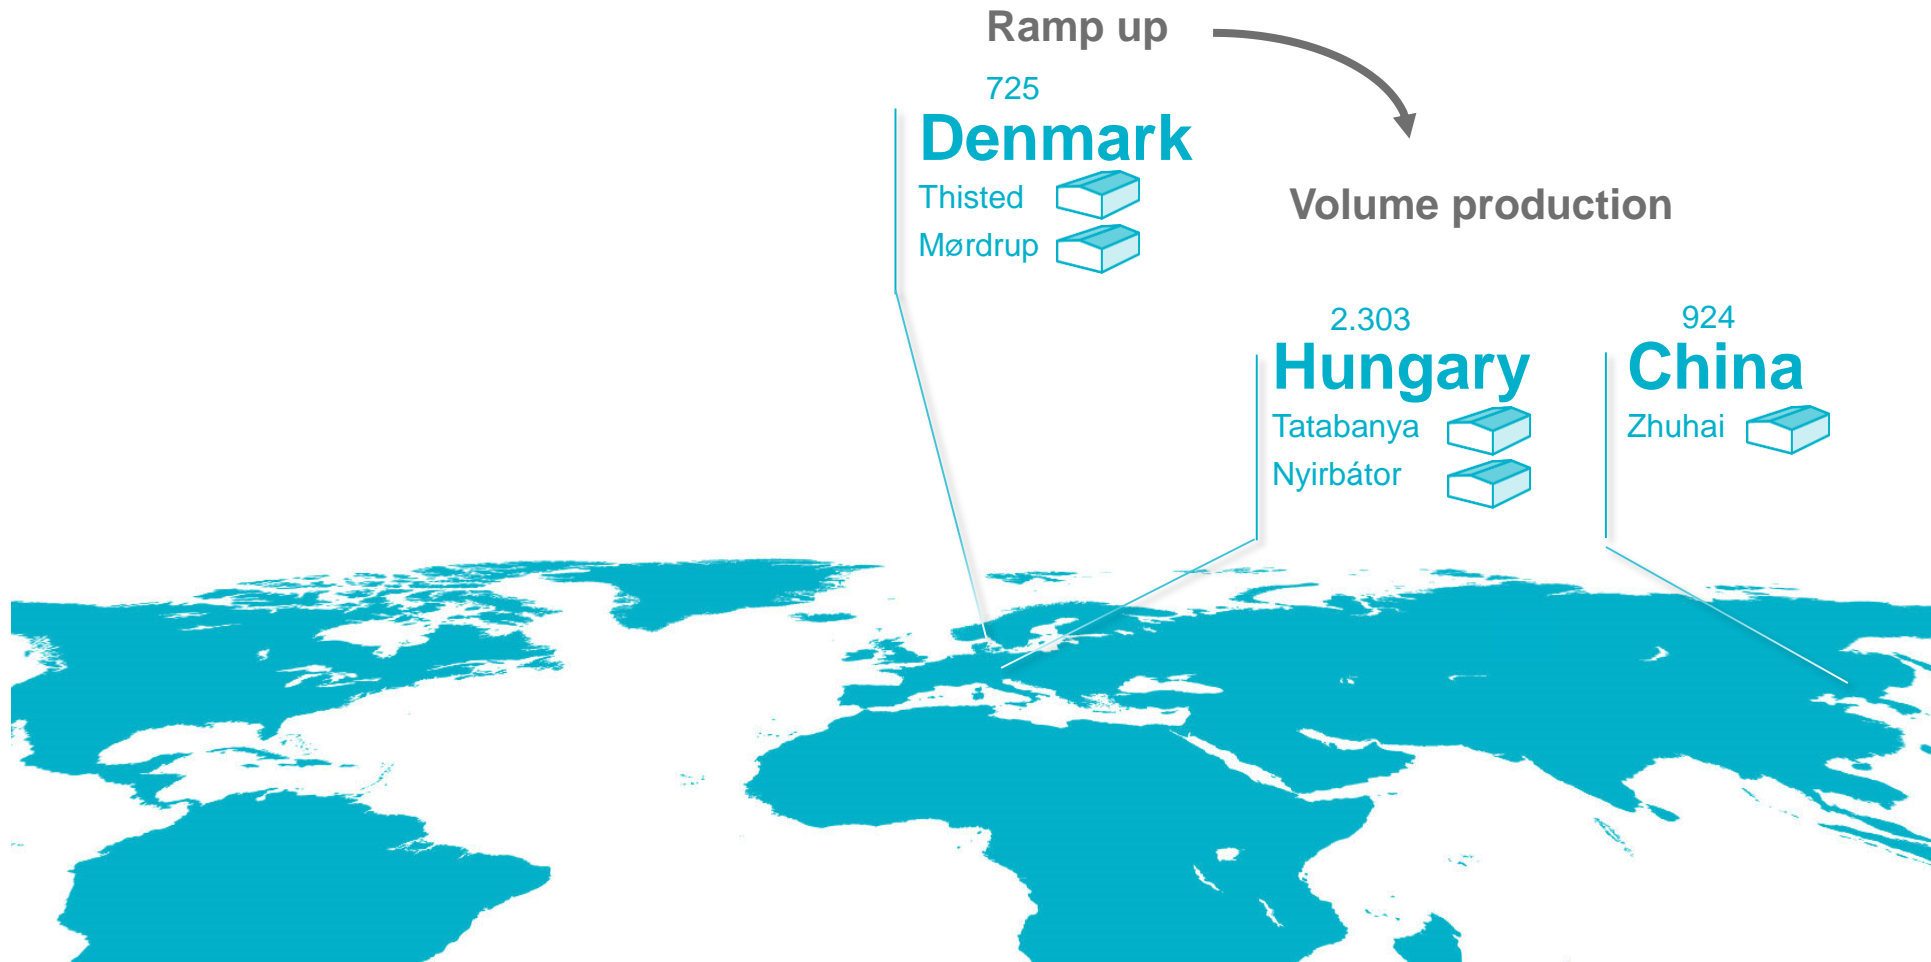 Ramp up
725
Denmark
Thisted
Mørdrup
Volume production
2.303
Hungary
Tatabanya
Nyirbátor
924
China
Zhuhai